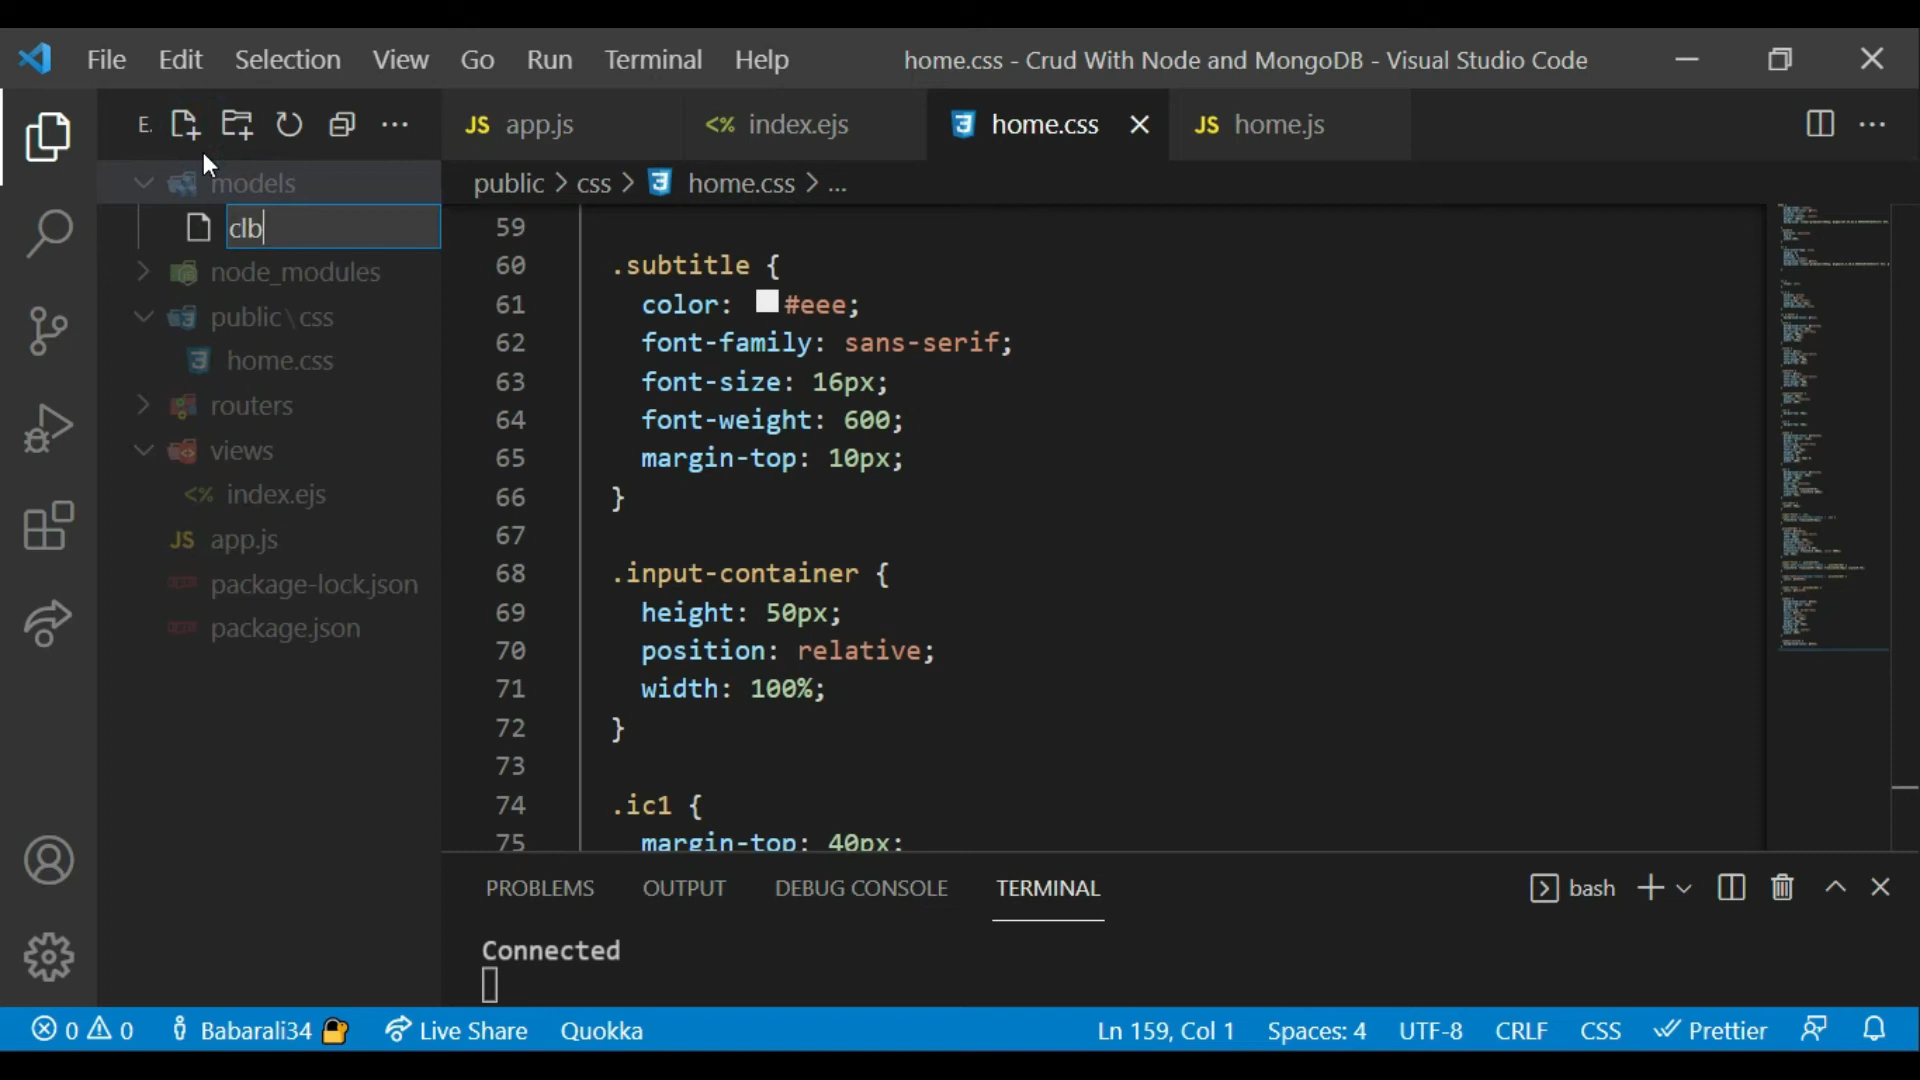 File Edit Selection View Go Run Terminal Help home.css - Crud With Node and MongoDB - Visual Studio Code
E. ...
JS app.js <% index.ejs home.css JS home.js ...
public > css > home.css > ...
models
clb
node_modules
public\css
home.css
routers
views
<% index.ejs
JS app.js
package-lock.json
package.json
59
60 .subtitle {
61 color: #eee;
62 font-family: sans-serif;
63 font-size: 16px;
64 font-weight: 600;
65 margin-top: 10px;
66 }
67
68 .input-container {
69 height: 50px;
70 position: relative;
71 width: 100%;
72 }
73
74 .ic1 {
75 margin-top: 40px;
PROBLEMS OUTPUT DEBUG CONSOLE TERMINAL bash
Connected
0 0 Babarali34 Live Share Quokka Ln 159, Col 1 Spaces: 4 UTF-8 CRLF CSS Prettier